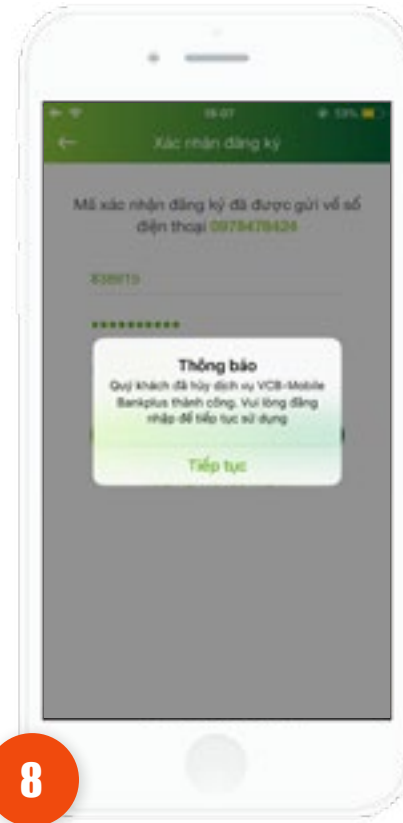 Xác nhận đăng ký
Mã xác nhận đăng ký đã được gửi về số
điện thoại
Thông báo
Quý khách đã hủy dịch vụ VCB-Mobile
Bankplus thành công. Vui lòng đăng
nhập để tiếp tục sử dụng
Tiếp tục
8